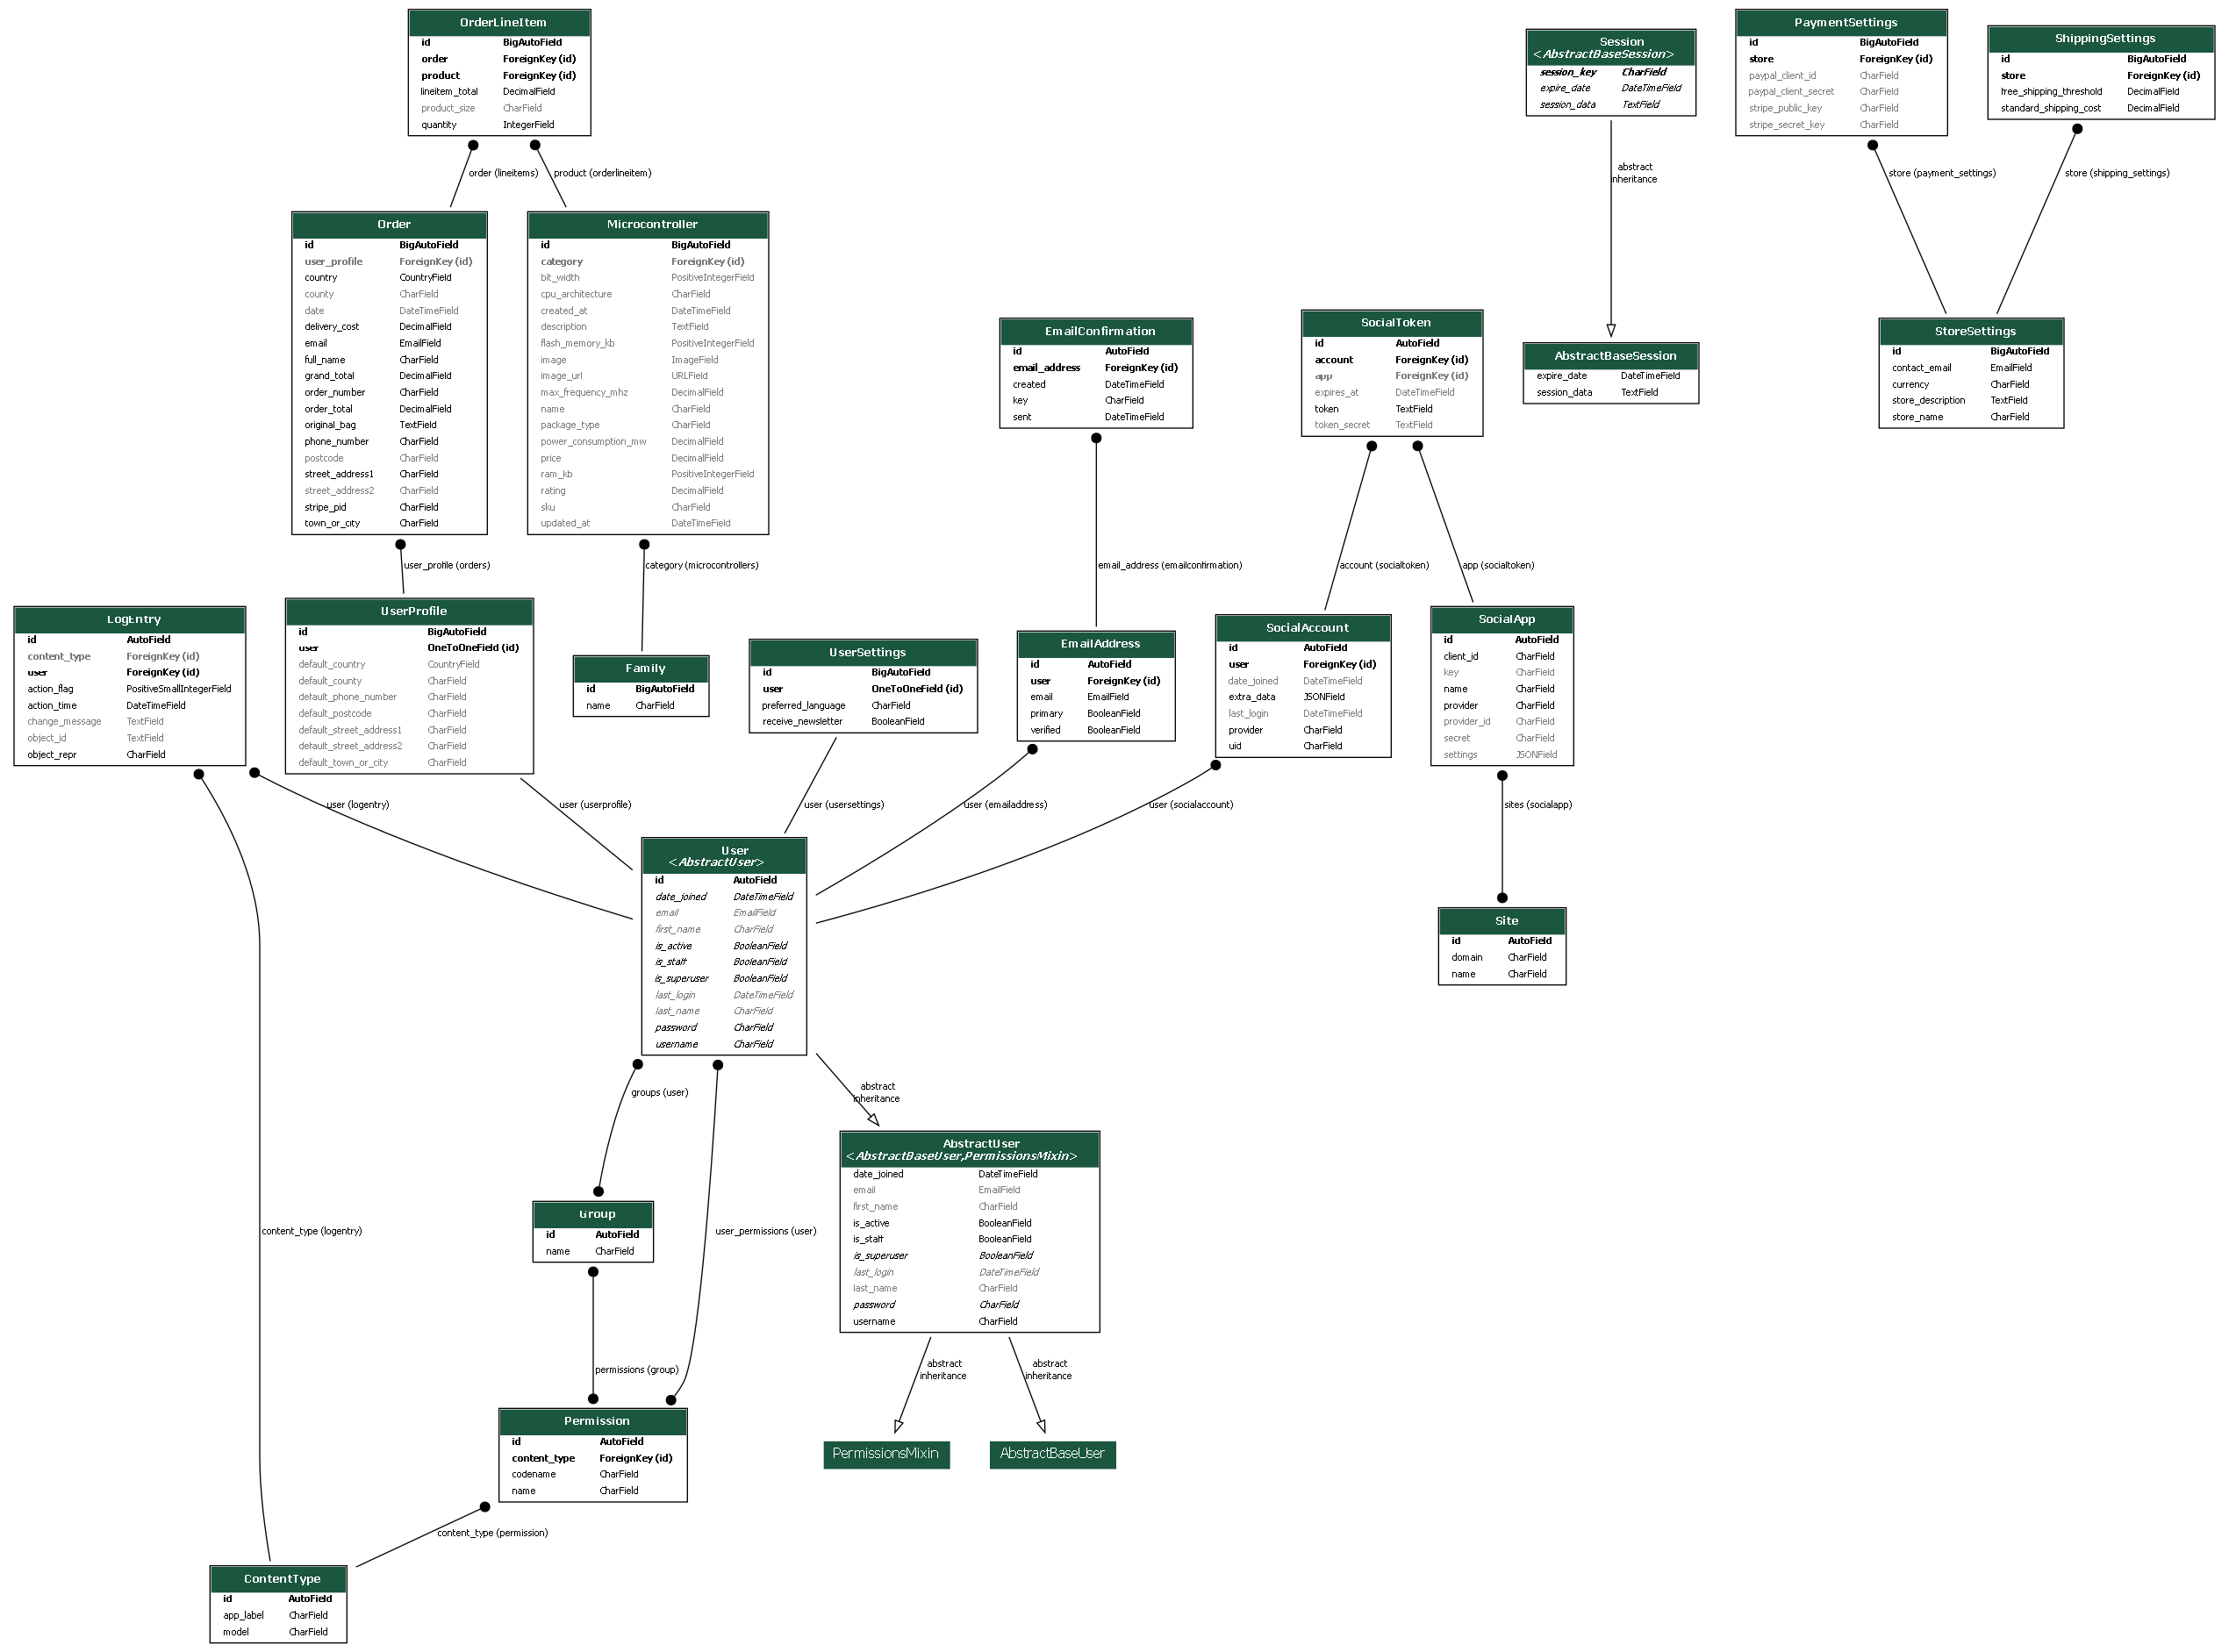 OrderLineItem
id BigAutoField
order ForeignKey (id)
product ForeignKey (id)
lineitem_total DecimalField
product_size CharField
quantity IntegerField
Session
<AbstractBaseSession>
session_key CharField
expire_date DateTimeField
session_data TextField
PaymentSettings
id BigAutoField
store ForeignKey (id)
paypal_client_id CharField
paypal_client_secret CharField
stripe_public_key CharField
stripe_secret_key CharField
ShippingSettings
id BigAutoField
store ForeignKey (id)
free_shipping_threshold DecimalField
standard_shipping_cost DecimalField
order (lineitems)
product (orderlineitem)
abstract
inheritance
store (payment_settings)
store (shipping_settings)
Order
id BigAutoField
user_profile ForeignKey (id)
country CountryField
county CharField
date DateTimeField
delivery_cost DecimalField
email EmailField
full_name CharField
grand_total DecimalField
order_number CharField
order_total DecimalField
original_bag TextField
phone_number CharField
postcode CharField
street_address1 CharField
street_address2 CharField
stripe_pid CharField
town_or_city CharField
Microcontroller
id BigAutoField
category ForeignKey (id)
bit_width PositiveIntegerField
cpu_architecture CharField
created_at DateTimeField
description TextField
flash_memory_kb PositiveIntegerField
image ImageField
image_url URLField
max_frequency_mhz DecimalField
name CharField
package_type CharField
power_consumption_mw DecimalField
price DecimalField
ram_kb PositiveIntegerField
rating DecimalField
sku CharField
updated_at DateTimeField
EmailConfirmation
id AutoField
email_address ForeignKey (id)
created DateTimeField
key CharField
sent DateTimeField
SocialToken
id AutoField
account ForeignKey (id)
app ForeignKey (id)
expires_at DateTimeField
token TextField
token_secret TextField
AbstractBaseSession
expire_date DateTimeField
session_data TextField
StoreSettings
id BigAutoField
contact_email EmailField
currency CharField
store_description TextField
store_name CharField
user_profile (orders)
category (microcontrollers)
email_address (emailconfirmation)
account (socialtoken)
app (socialtoken)
LogEntry
id AutoField
content_type ForeignKey (id)
user ForeignKey (id)
action_flag PositiveSmallIntegerField
action_time DateTimeField
change_message TextField
object_id TextField
object_repr CharField
UserProfile
id BigAutoField
user OneToOneField (id)
default_country CountryField
default_county CharField
default_phone_number CharField
default_postcode CharField
default_street_address1 CharField
default_street_address2 CharField
default_town_or_city CharField
Family
id BigAutoField
name CharField
UserSettings
id BigAutoField
user OneToOneField (id)
preferred_language CharField
receive_newsletter BooleanField
EmailAddress
id AutoField
user ForeignKey (id)
email EmailField
primary BooleanField
verified BooleanField
SocialAccount
id AutoField
user ForeignKey (id)
date_joined DateTimeField
extra_data JSONField
last_login DateTimeField
provider CharField
uid CharField
SocialApp
id AutoField
client_id CharField
key CharField
name CharField
provider CharField
provider_id CharField
secret CharField
settings JSONField
user (logentry)
user (userprofile)
user (usersettings)
user (emailaddress)
user (socialaccount)
sites (socialapp)
User
<AbstractUser>
id AutoField
date_joined DateTimeField
email EmailField
first_name CharField
is_active BooleanField
is_staff BooleanField
is_superuser BooleanField
last_login DateTimeField
last_name CharField
password CharField
username CharField
Site
id AutoField
domain CharField
name CharField
groups (user)
abstract
inheritance
AbstractUser
<AbstractBaseUser,PermissionsMixin>
date_joined DateTimeField
email EmailField
first_name CharField
is_active BooleanField
is_staff BooleanField
is_superuser BooleanField
last_login DateTimeField
last_name CharField
password CharField
username CharField
Group
id AutoField
name CharField
content_type (logentry)
user_permissions (user)
permissions (group)
abstract
inheritance
abstract
inheritance
Permission
id AutoField
content_type ForeignKey (id)
codename CharField
name CharField
PermissionsMixin
AbstractBaseUser
content_type (permission)
ContentType
id AutoField
app_label CharField
model CharField